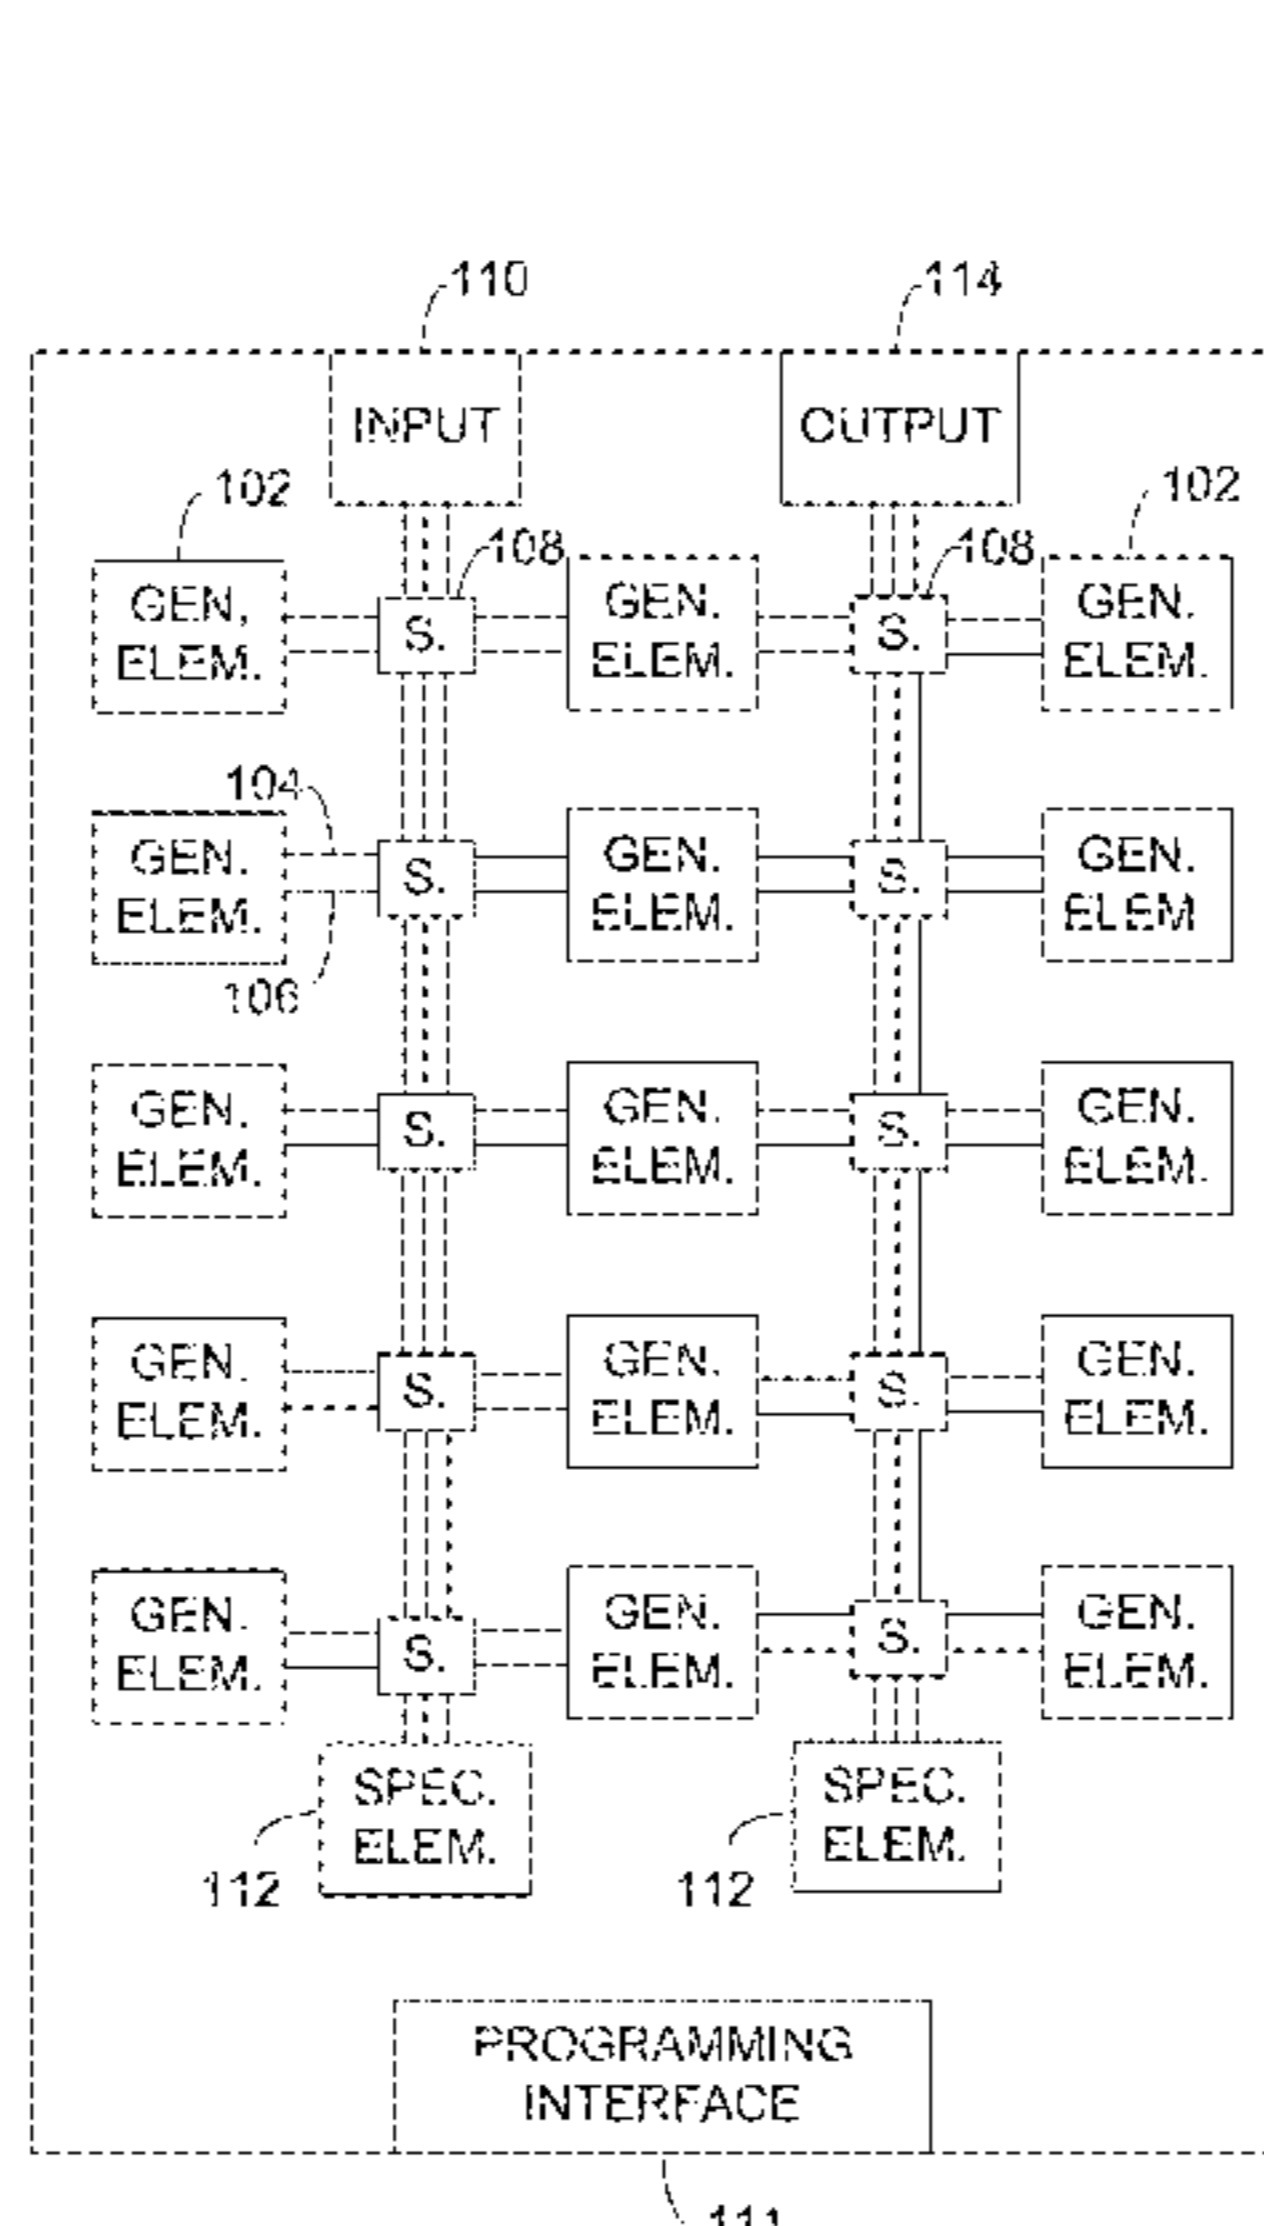 110
114
INPUT
OUTPUT
102
102
108
108
GEN.
ELEM.
S.
GEN.
ELEM.
S.
GEN.
ELEM.
104
GEN.
ELEM.
S.
GEN.
ELEM.
S.
GEN.
ELEM
106
GEN.
ELEM.
S.
GEN.
ELEM.
S.
GEN.
ELEM.
GEN.
ELEM.
S.
GEN.
ELEM.
S.
GEN.
ELEM.
GEN.
ELEM.
S.
GEN.
ELEM.
S.
GEN.
ELEM.
SPEC.
ELEM.
SPEC.
ELEM.
112
112
PROGRAMMING
INTERFACE
111